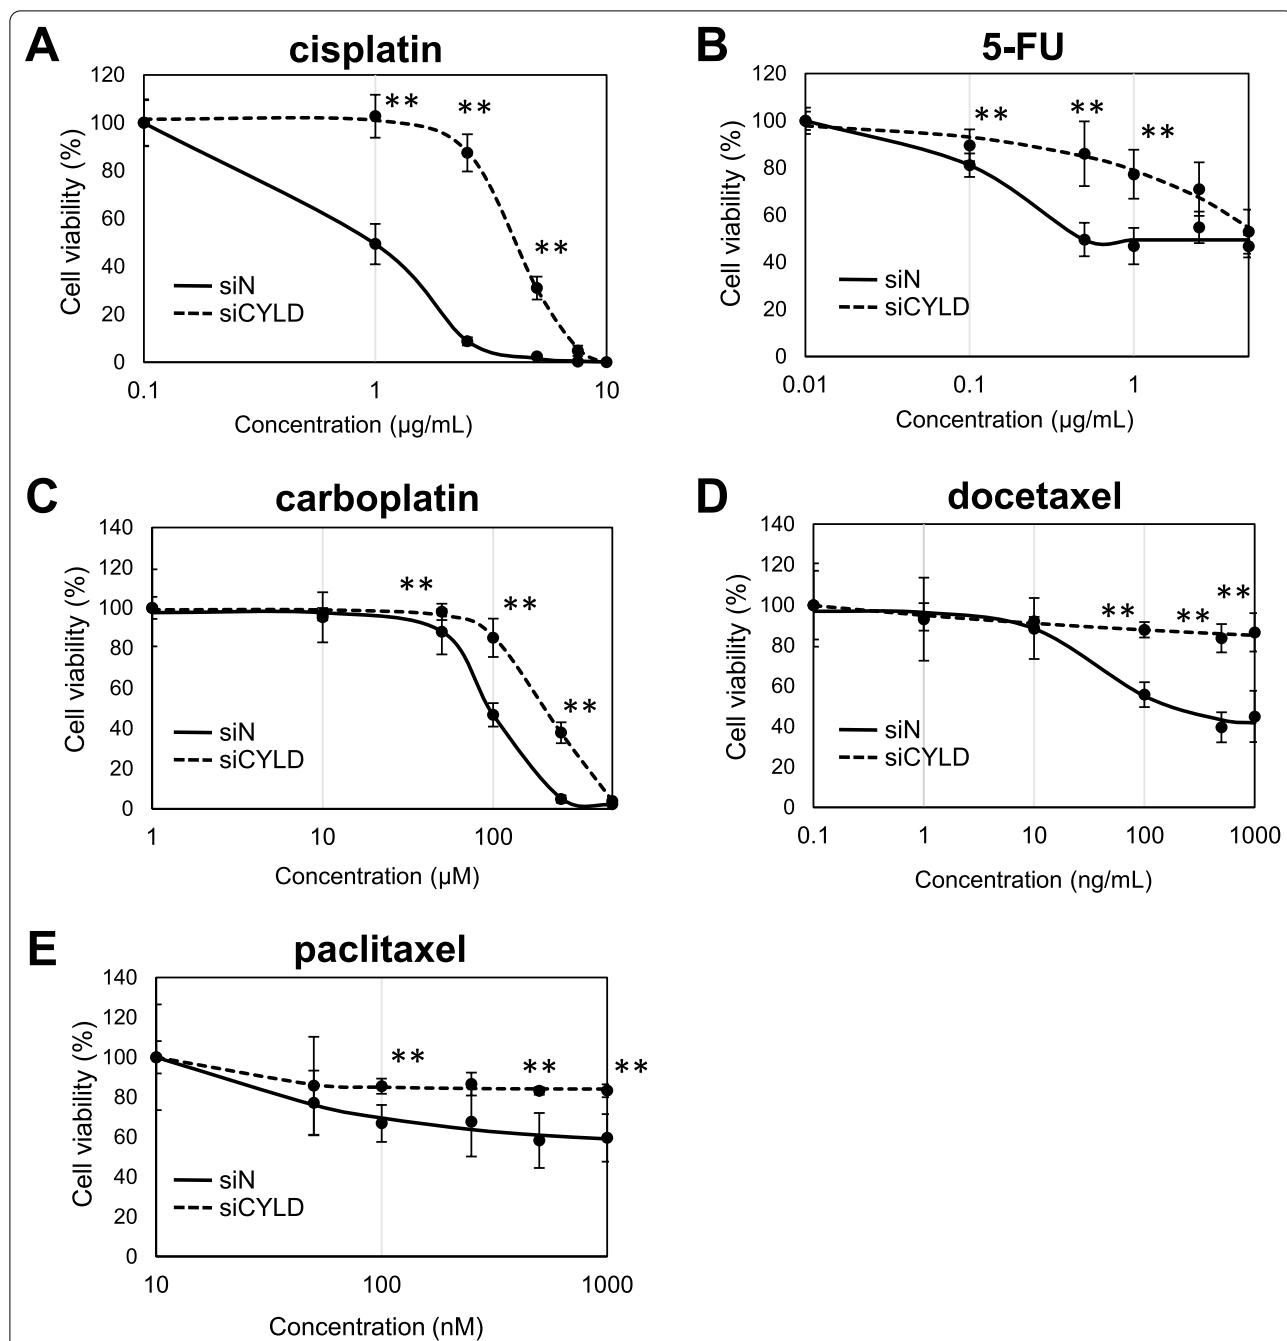 A
cisplatin
120
100
80
60
40
20
0
Cell viability (%)
** ** **
siN
siCYLD
0.1 1 10
Concentration (µg/mL)
B
5-FU
120
100
80
60
40
20
0
Cell viability (%)
** ** **
siN
siCYLD
0.01 0.1 1
Concentration (µg/mL)
C
carboplatin
140
120
100
80
60
40
20
0
Cell viability (%)
** ** **
siN
siCYLD
1 10 100
Concentration (µM)
D
docetaxel
140
120
100
80
60
40
20
0
Cell viability (%)
** ** **
siN
siCYLD
0.1 1 10 100 1000
Concentration (ng/mL)
E
paclitaxel
140
120
100
80
60
40
20
0
Cell viability (%)
** ** **
siN
siCYLD
10 100 1000
Concentration (nM)